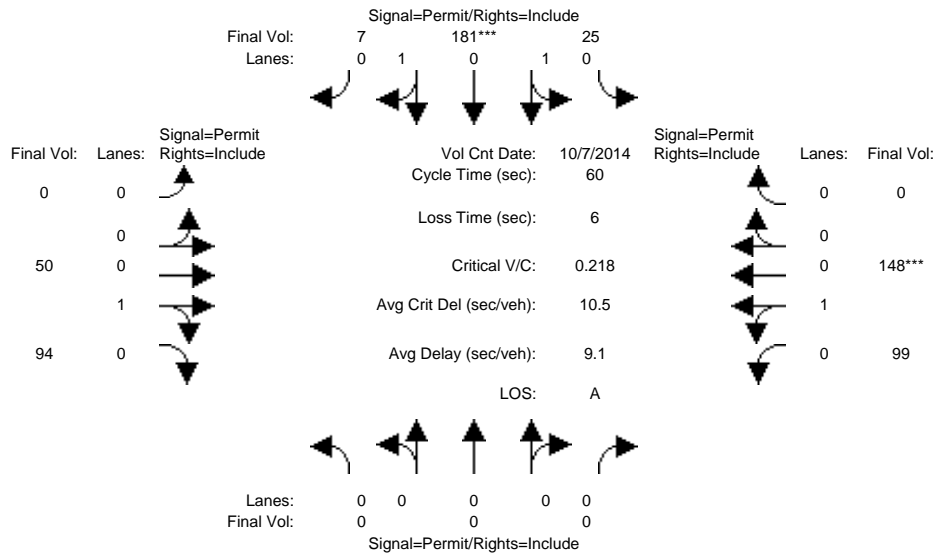 Signal=Permit/Rights=Include
Final Vol: 7 181*** 25
Lanes: 0 1 0 1 0
Signal=Permit Signal=Permit
Final Vol: Lanes: Rights=Include Vol Cnt Date: 10/7/2014 Rights=Include Lanes: Final Vol:
Cycle Time (sec): 60
0 0 0 0
Loss Time (sec): 6
0 0
50 0 Critical V/C: 0.218 0 148***
1 Avg Crit Del (sec/veh): 10.5 1
94 0 Avg Delay (sec/veh): 9.1 0 99
LOS: A
Lanes: 0 0 0 0 0
Final Vol: 0 0 0
Signal=Permit/Rights=Include